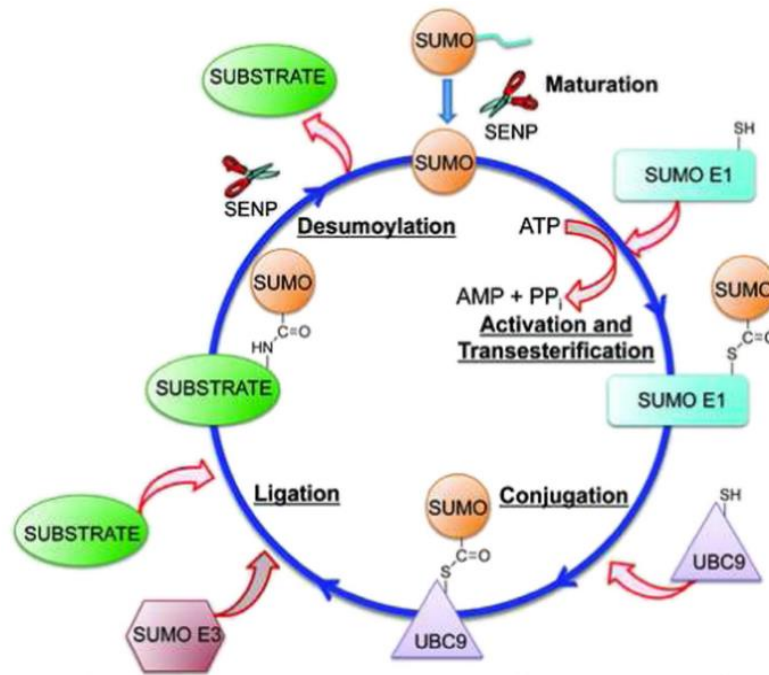 SUMO
SUBSTRATE
Maturation
SENP
SH
SUMO
SUMO E1
SENP
Desumoylation
ATP
SUMO
SUMO
AMP + PPi
C=O
C=O
Activation and
Transesterification
HN
S
SUBSTRATE
SUMO E1
Ligation
Conjugation
SUMO
SH
SUBSTRATE
C=O
S
UBC9
SUMO E3
UBC9